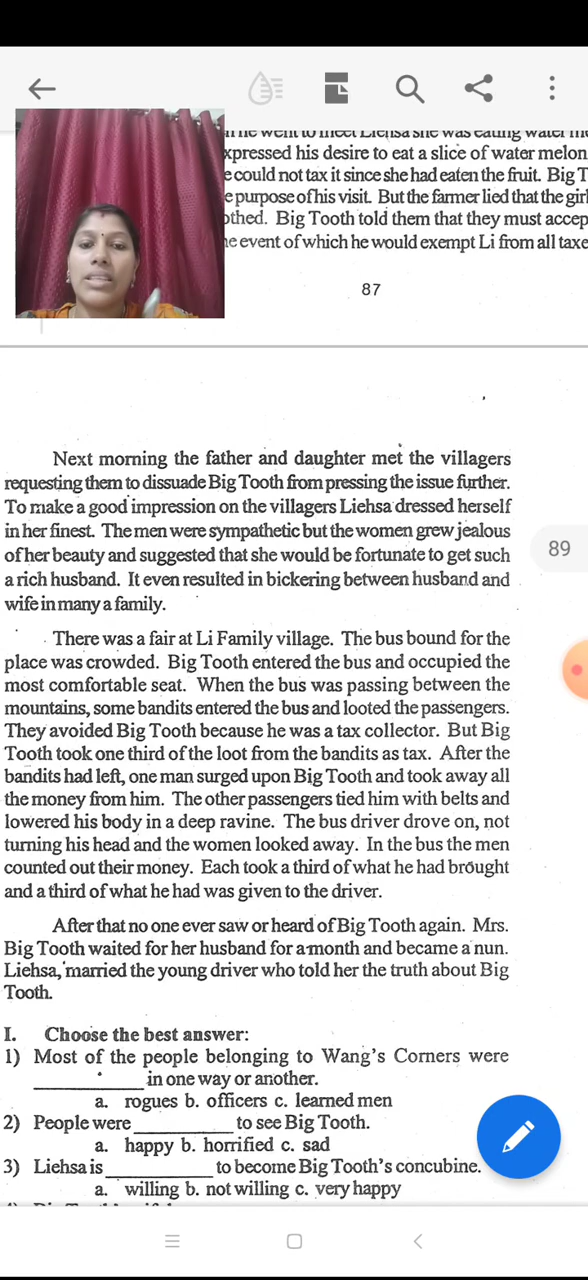 expressed his desire to eat a slice of water melon
could not tax it since she had eaten the fruit. Big T
purpose of his visit. But the farmer lied that the girl
Big Tooth told them that they must accep
event of which he would exempt Li from all taxe
87
Next morning the father and daughter met the villagers
requesting them to dissuade Big Tooth from pressing the issue further.
To make a good impression on the villagers Liehsa dressed herself
in her finest. The men were sympathetic but the women grew jealous
of her beauty and suggested that she would be fortunate to get such
a rich husband. It even resulted in bickering between husband and
wife in many a family.
89
There was a fair at Li Family village. The bus bound for the
place was crowded. Big Tooth entered the bus and occupied the
most comfortable seat. When the bus was passing between the
mountains, some bandits entered the bus and looted the passengers.
They avoided Big Tooth because he was a tax collector. But Big
Tooth took one third of the loot from the bandits as tax. After the
bandits had left, one man surged upon Big Tooth and took away all
the money from him. The other passengers tied him with belts and
lowered his body in a deep ravine. The bus driver drove on, not
turning his head and the women looked away. In the bus the men
counted out their money. Each took a third of what he had brought
and a third of what he had was given to the driver.
After that no one ever saw or heard of Big Tooth again. Mrs.
Big Tooth waited for her husband for a month and became a nun.
Liehsa, married the young driver who told her the truth about Big
Tooth.
I. Choose the best answer:
1) Most of the people belonging to Wang's Corners were
__________ in one way or another.
a. rogues b. officers c. learned men
2) People were _________ to see Big Tooth.
a. happy b. horrified c. sad
3) Liehsa is __________ to become Big Tooth's concubine.
a. willing b. not willing c. very happy